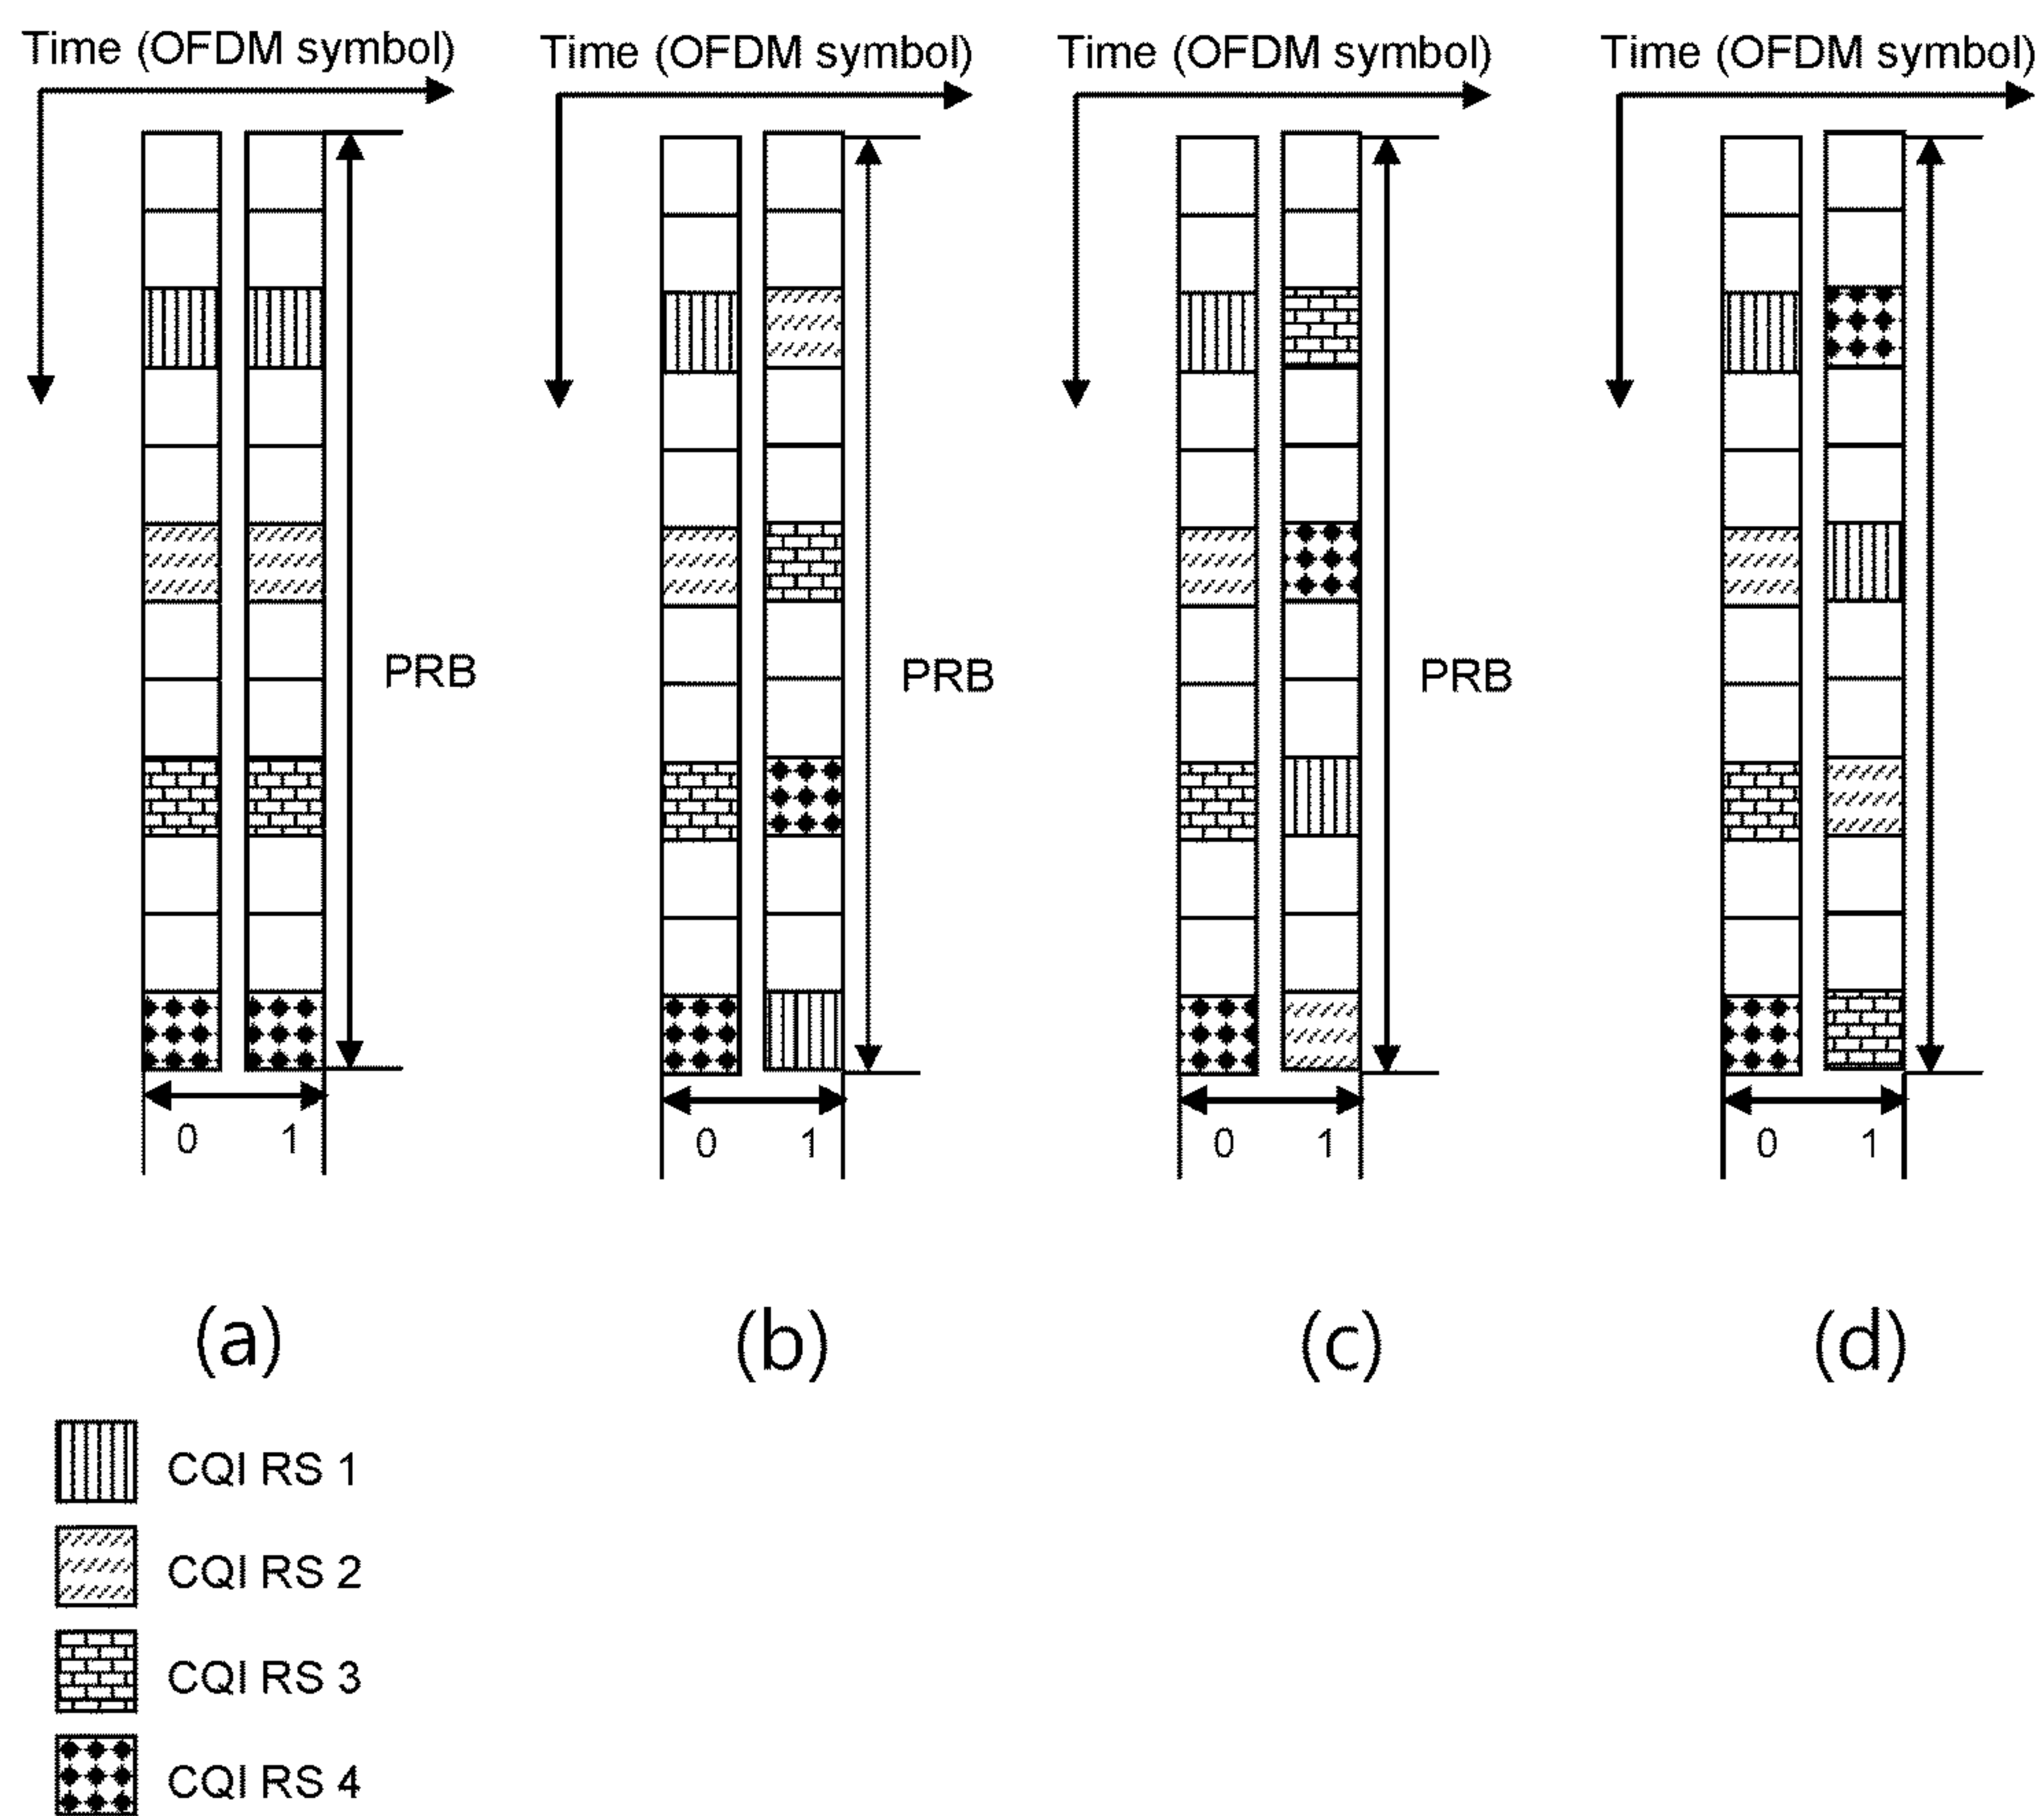 Time (OFDM symbol) Time (OFDM symbol) Time (OFDM symbol) Time (OFDM symbol)
PRB PRB PRB
0 1 0 1 0 1 0 1
(a) (b) (c) (d)
CQI RS 1
CQI RS 2
CQI RS 3
CQI RS 4